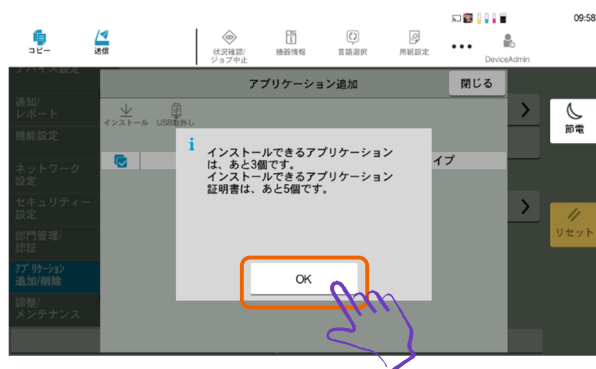 09:58
コピー
送信
状況確認/
ジョブ中止
機器情報
言語選択
用紙設定
DeviceAdmin
デバイス設定
アプリケーション追加
閉じる
通知/
レポート
インストール
USB取外し
機能設定
節電
インストールできるアプリケーション
は、あと3個です。
インストールできるアプリケーション
証明書は、あと5個です。
イプ
ネットワーク
設定
セキュリティー
設定
リセット
部門管理/
認証
アプリケーション
追加/削除
OK
調整/
メンテナンス